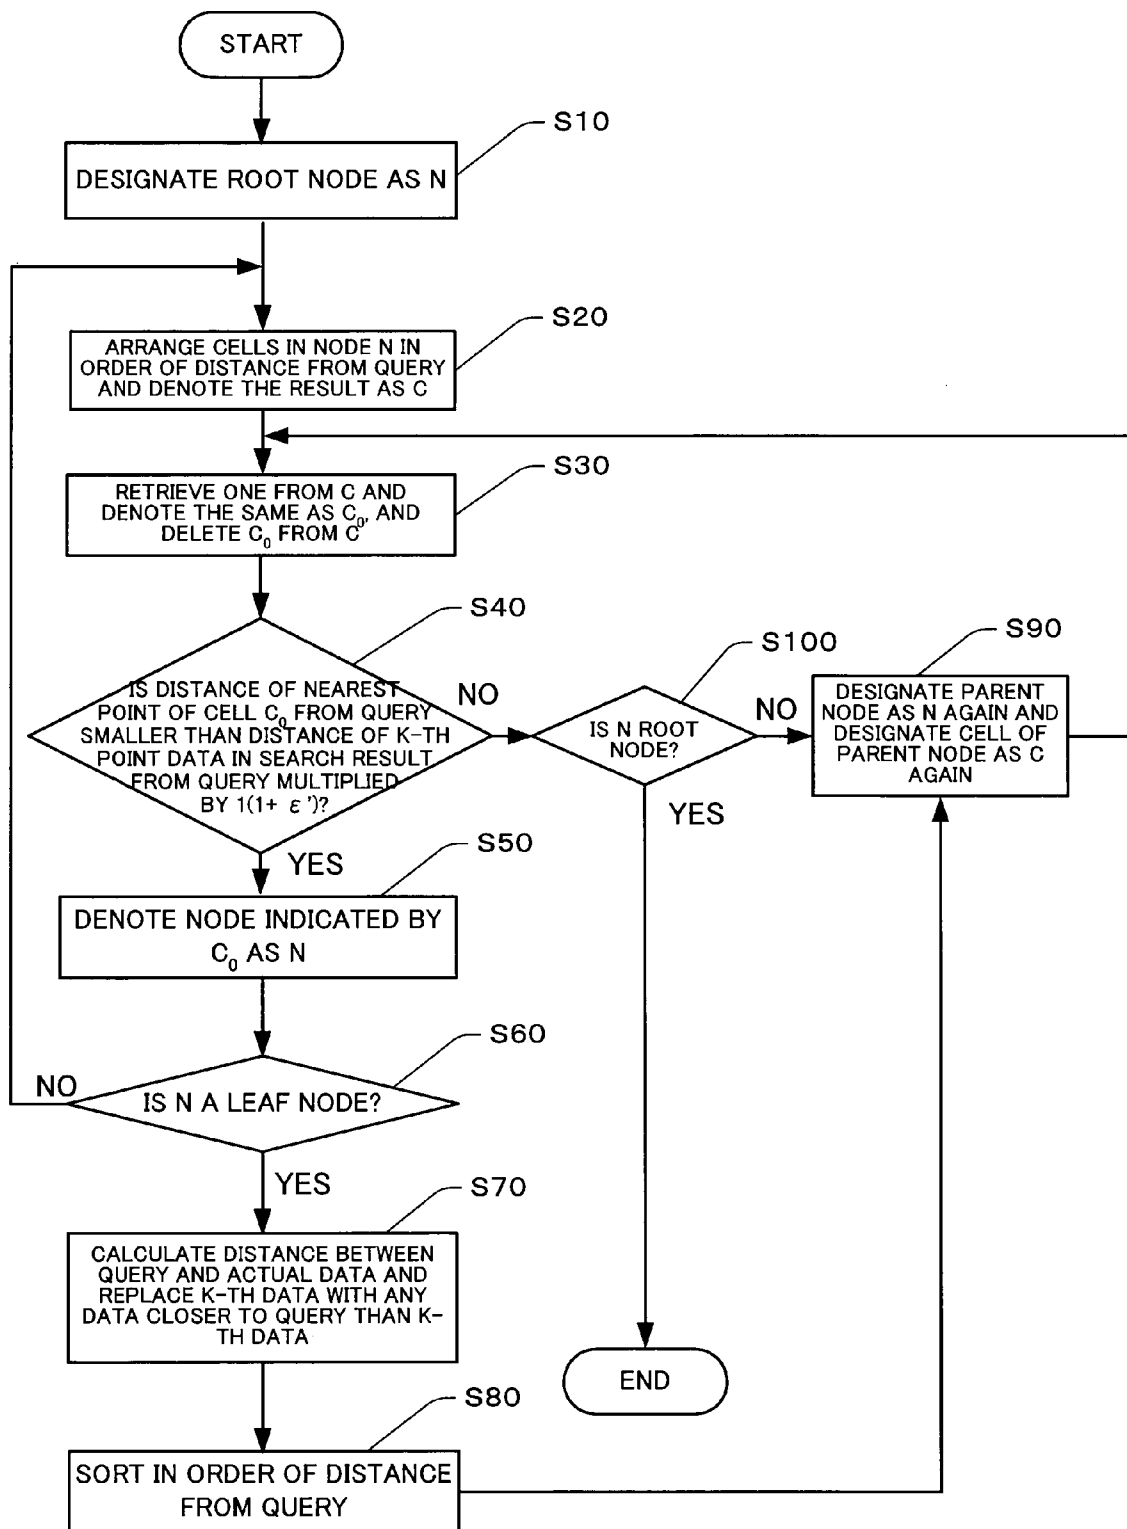 START
S10
DESIGNATE ROOT NODE AS N
S20
ARRANGE CELLS IN NODE N IN
ORDER OF DISTANCE FROM QUERY
AND DENOTE THE RESULT AS C
S30
RETRIEVE ONE FROM C AND
DENOTE THE SAME AS C₀, AND
DELETE C₀ FROM C
S40
IS DISTANCE OF NEAREST
POINT OF CELL C₀ FROM QUERY
SMALLER THAN DISTANCE OF K-TH
POINT DATA IN SEARCH RESULT
FROM QUERY MULTIPLIED
BY 1(1+ ε')?
NO
YES
S100
IS N ROOT
NODE?
NO
YES
S90
DESIGNATE PARENT
NODE AS N AGAIN AND
DESIGNATE CELL OF
PARENT NODE AS C
AGAIN
S50
DENOTE NODE INDICATED BY
C₀ AS N
S60
IS N A LEAF NODE?
NO
YES
S70
CALCULATE DISTANCE BETWEEN
QUERY AND ACTUAL DATA AND
REPLACE K-TH DATA WITH ANY
DATA CLOSER TO QUERY THAN K-
TH DATA
END
S80
SORT IN ORDER OF DISTANCE
FROM QUERY